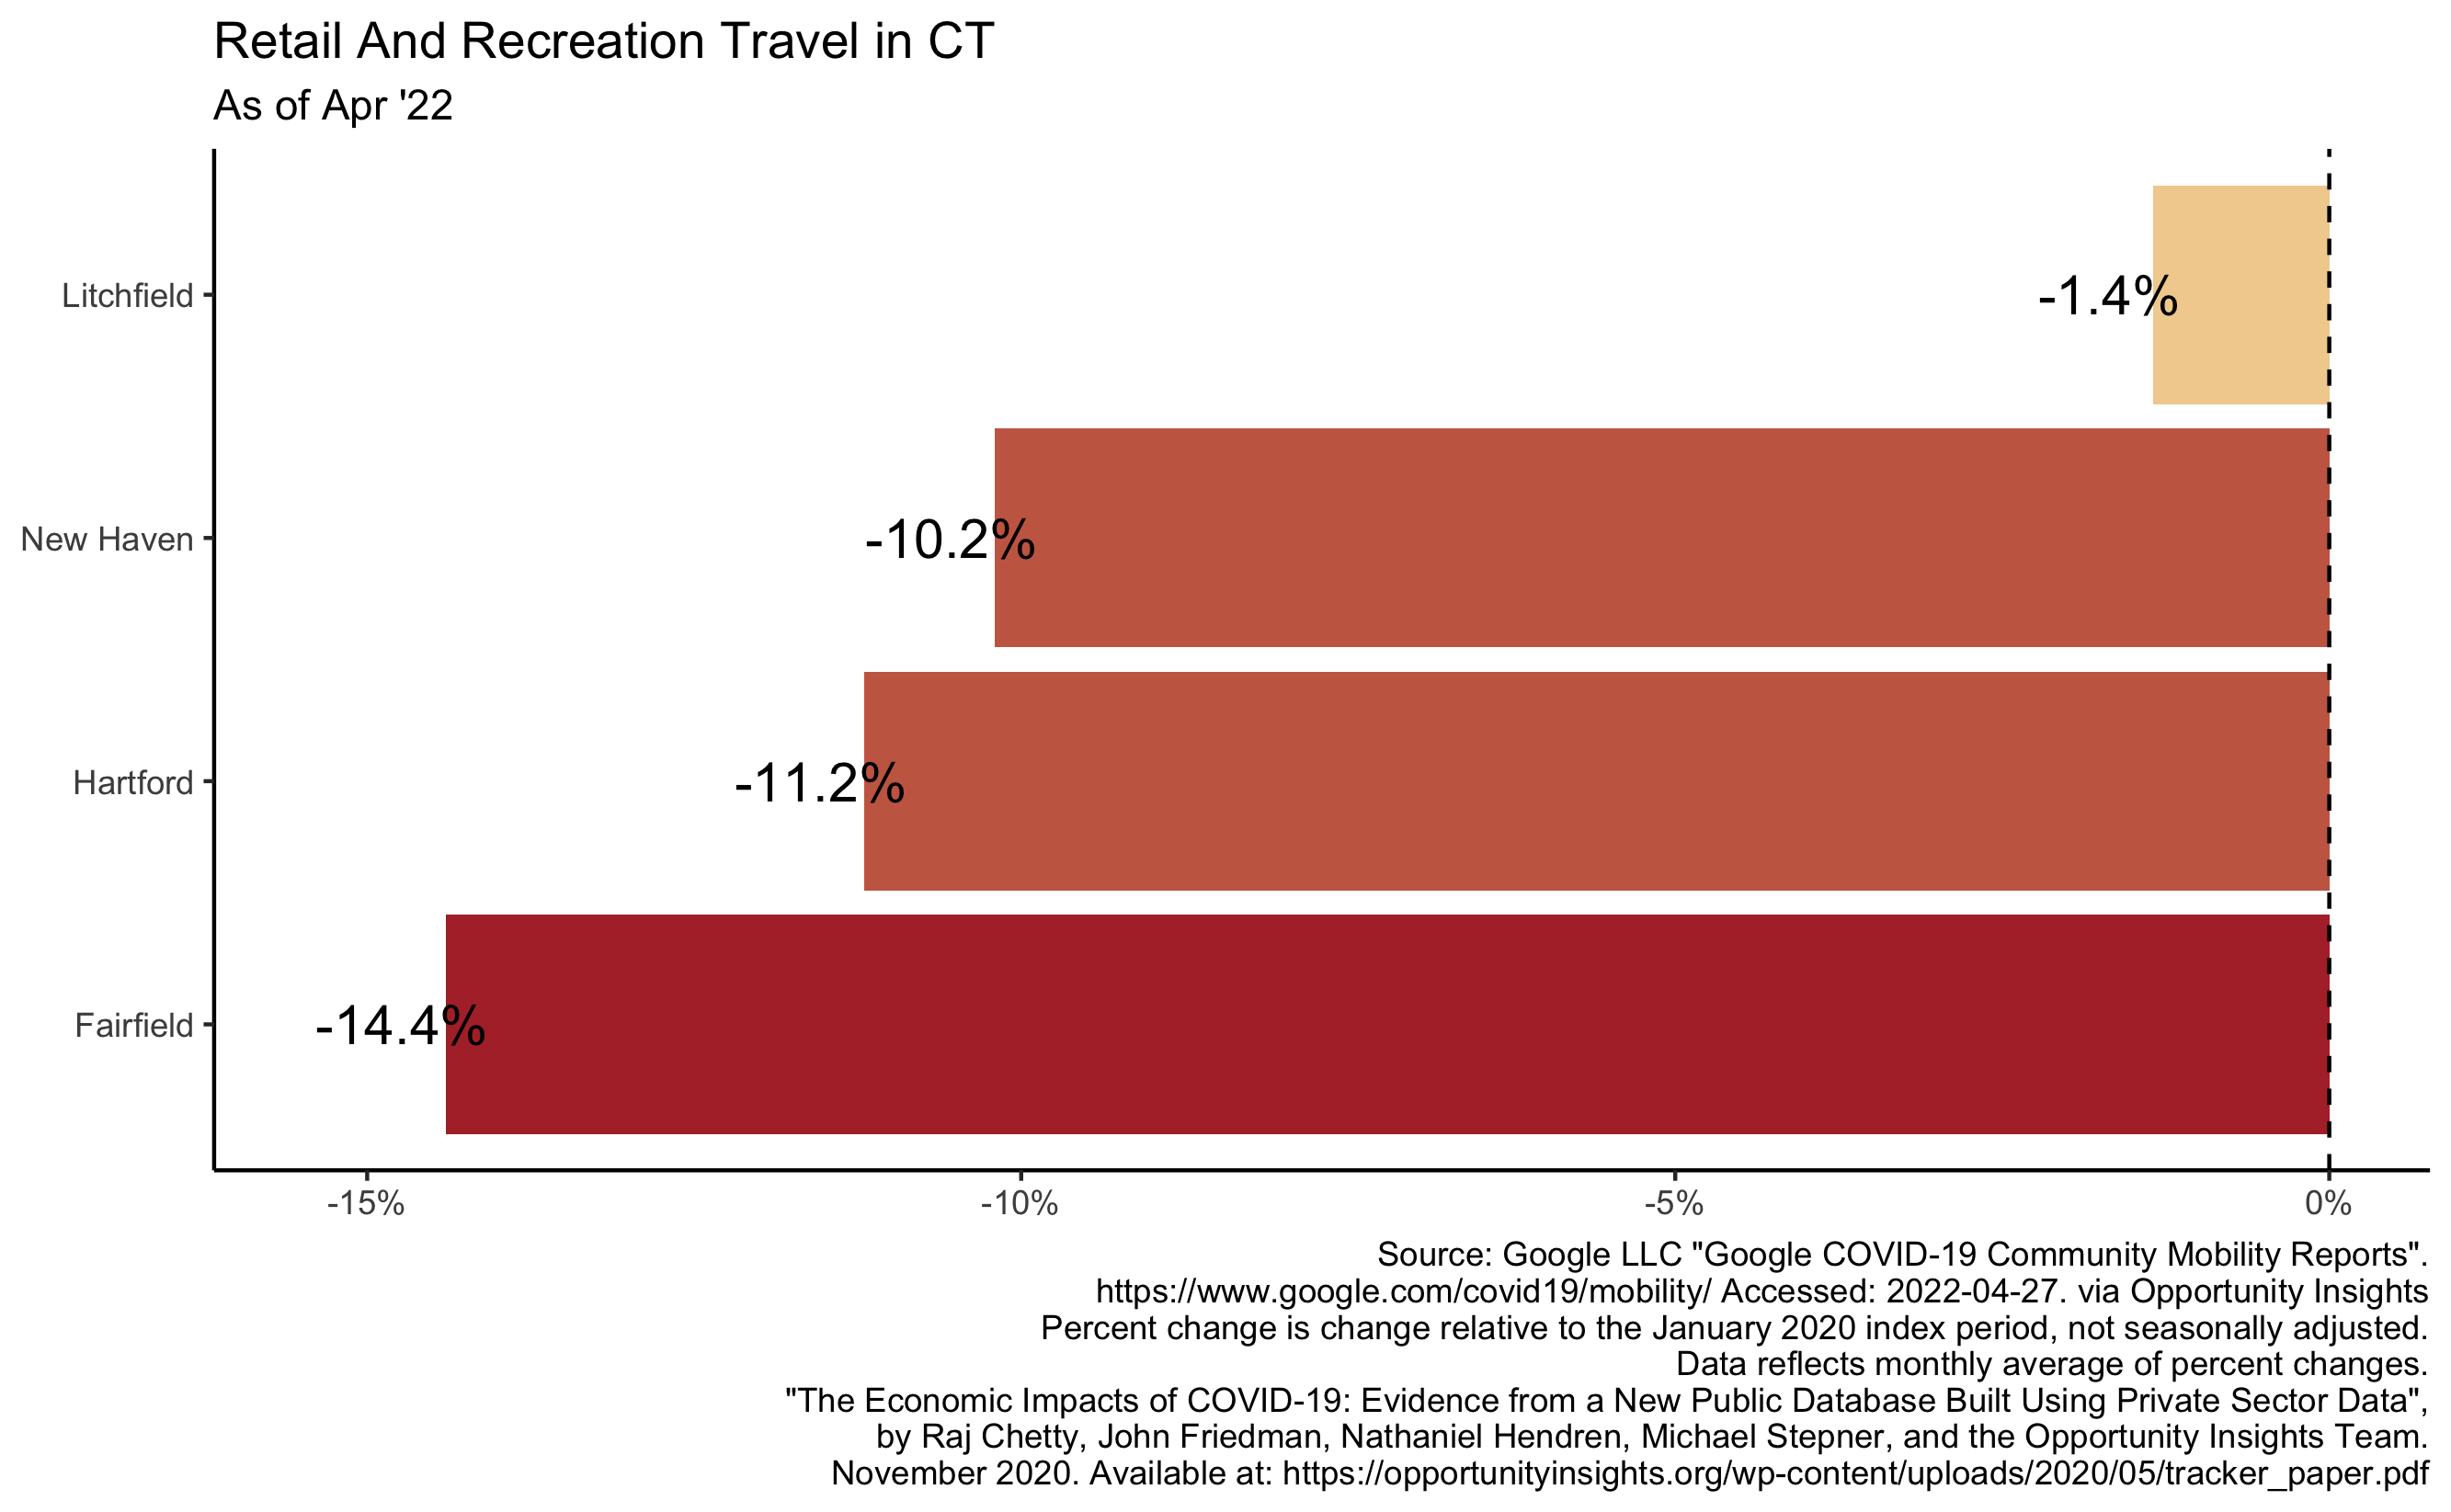 Retail And Recreation Travel in CT
As of Apr '22
Litchfield
-1.4%
New Haven
-10.2%
Hartford
-11.2%
Fairfield
-14.4%
-15%
-10%
-5%
0%
Source: Google LLC "Google COVID-19 Community Mobility Reports".
https://www.google.com/covid19/mobility/ Accessed: 2022-04-27. via Opportunity Insights
Percent change is change relative to the January 2020 index period, not seasonally adjusted.
Data reflects monthly average of percent changes.
"The Economic Impacts of COVID-19: Evidence from a New Public Database Built Using Private Sector Data",
by Raj Chetty, John Friedman, Nathaniel Hendren, Michael Stepner, and the Opportunity Insights Team.
November 2020. Available at: https://opportunityinsights.org/wp-content/uploads/2020/05/tracker_paper.pdf